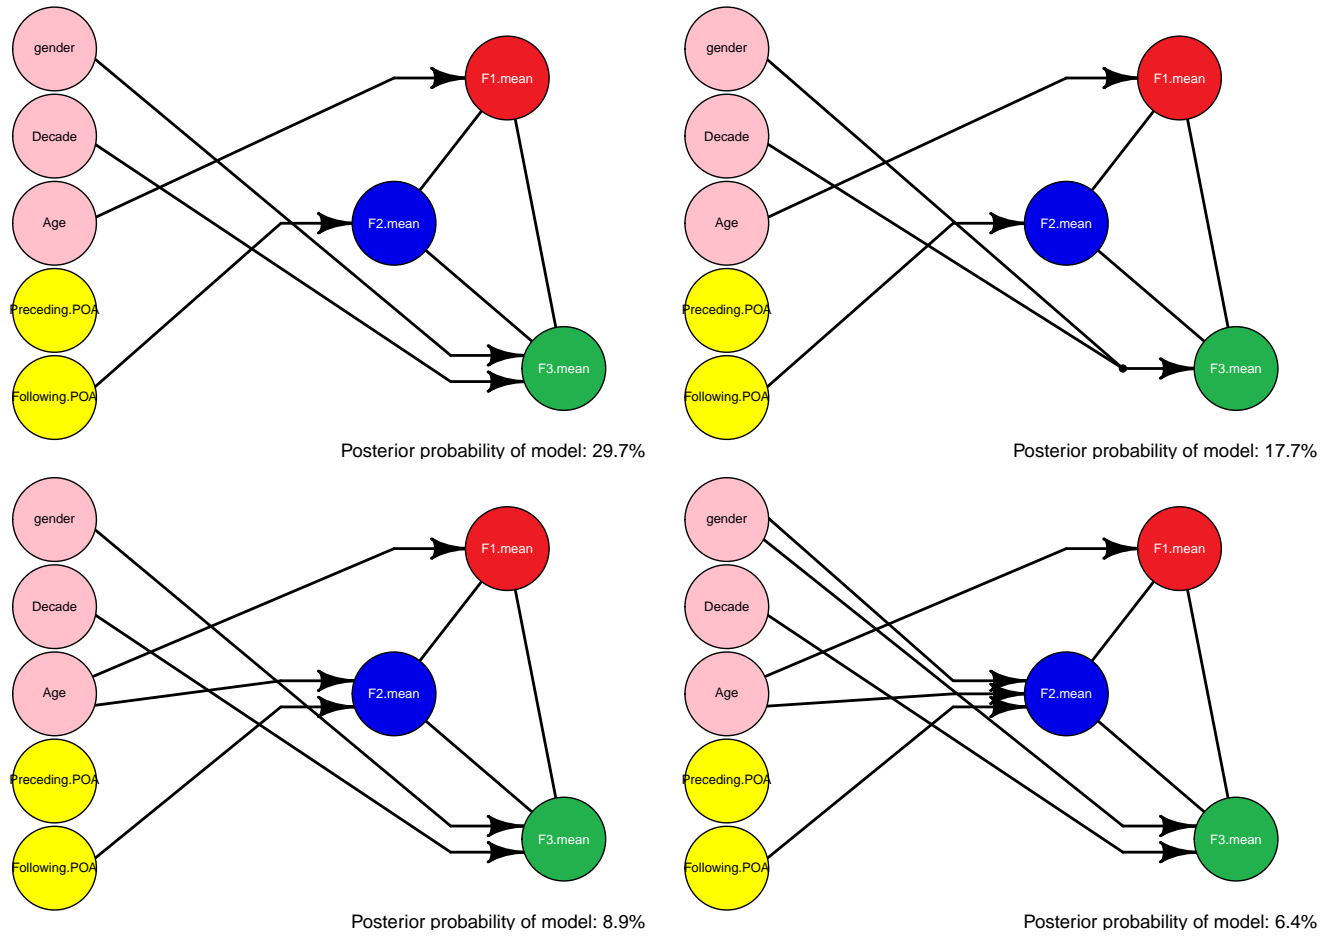 gender
F1.mean
Decade
Age
F2.mean
Preceding.POA
F3.mean
Following.POA
Posterior probability of model: 29.7%
gender
F1.mean
Decade
Age
F2.mean
Preceding.POA
F3.mean
Following.POA
Posterior probability of model: 17.7%
gender
F1.mean
Decade
Age
F2.mean
Preceding.POA
F3.mean
Following.POA
Posterior probability of model: 8.9%
gender
F1.mean
Decade
Age
F2.mean
Preceding.POA
F3.mean
Following.POA
Posterior probability of model: 6.4%